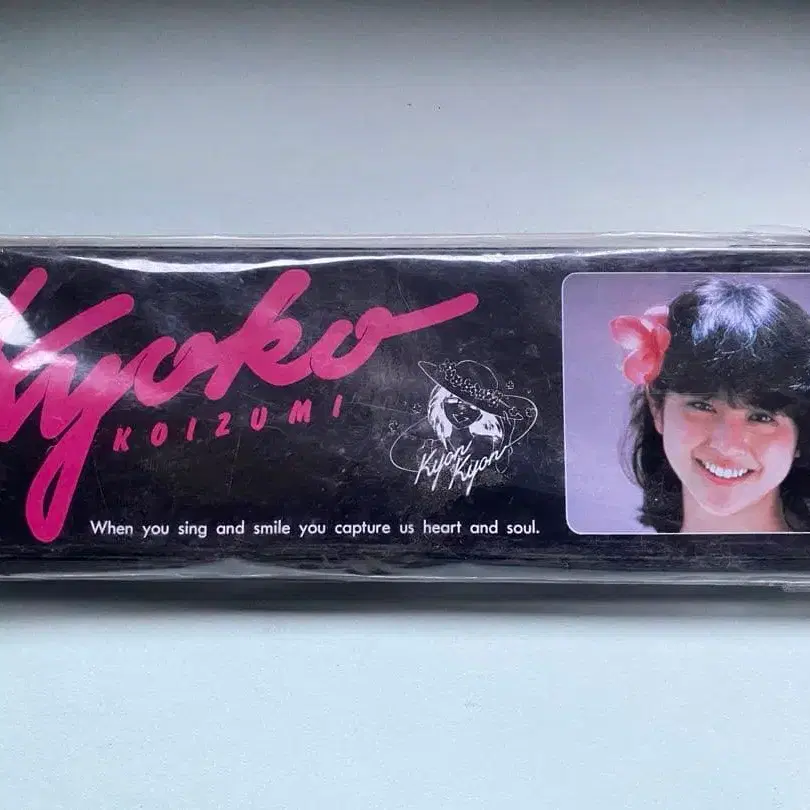 Kyoko
KOIZUMI
Kyon
Kyon
When you sing and smile you capture us heart and soul.